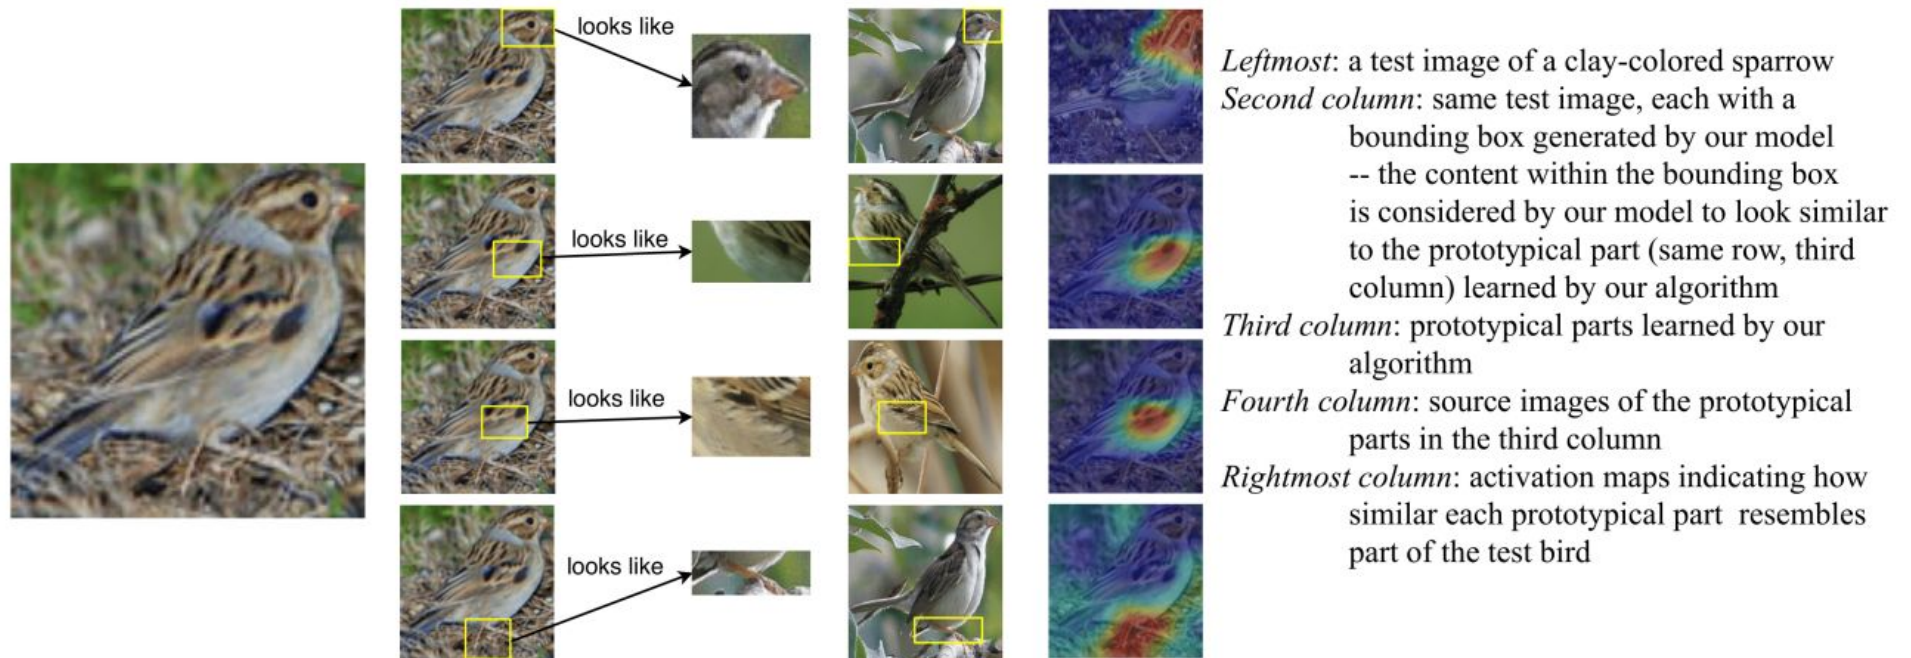 looks like
looks like
looks like
looks like
Leftmost: a test image of a clay-colored sparrow
Second column: same test image, each with a
bounding box generated by our model
-- the content within the bounding box
is considered by our model to look similar
to the prototypical part (same row, third
column) learned by our algorithm
Third column: prototypical parts learned by our
algorithm
Fourth column: source images of the prototypical
parts in the third column
Rightmost column: activation maps indicating how
similar each prototypical part resembles
part of the test bird